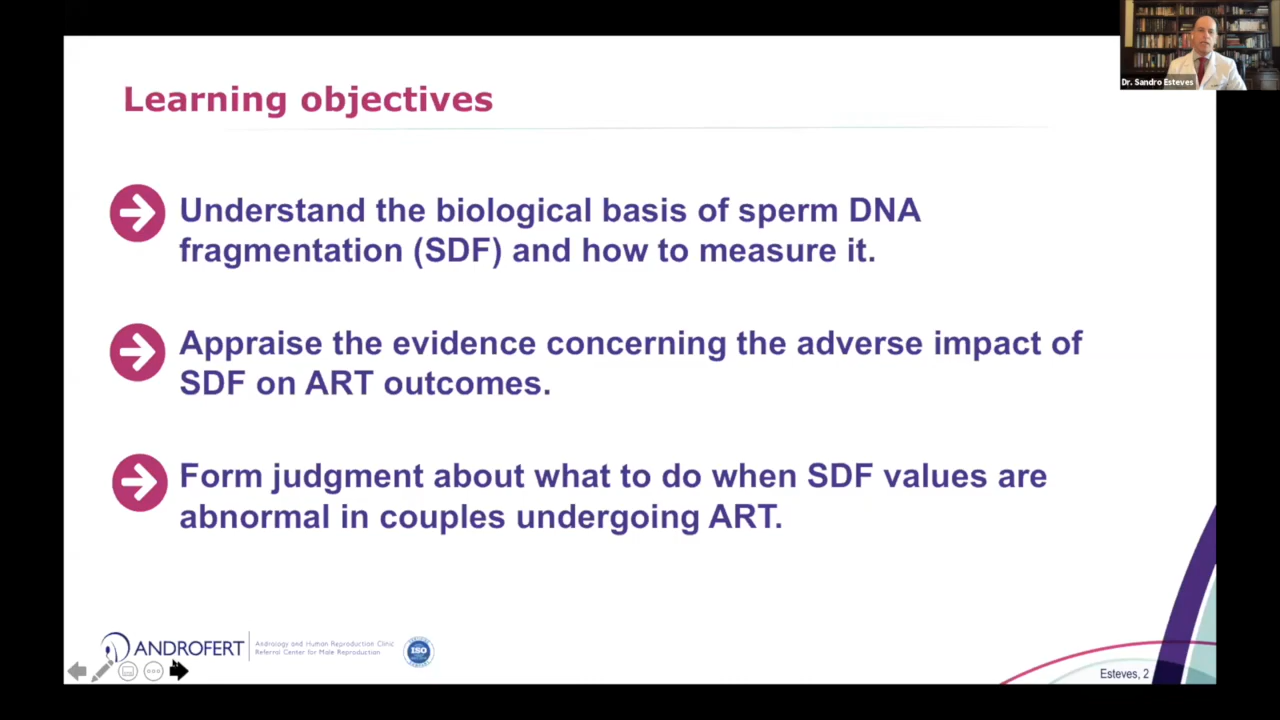 Dr. Sandro Esteves
Learning objectives
Understand the biological basis of sperm DNA
fragmentation (SDF) and how to measure it.
Appraise the evidence concerning the adverse impact of
SDF on ART outcomes.
Form judgment about what to do when SDF values are
abnormal in couples undergoing ART.
ANDROFERT
Andrology and Human Reproduction Clinic
Referral Center for Male Reproduction
ISO
Esteves, 2